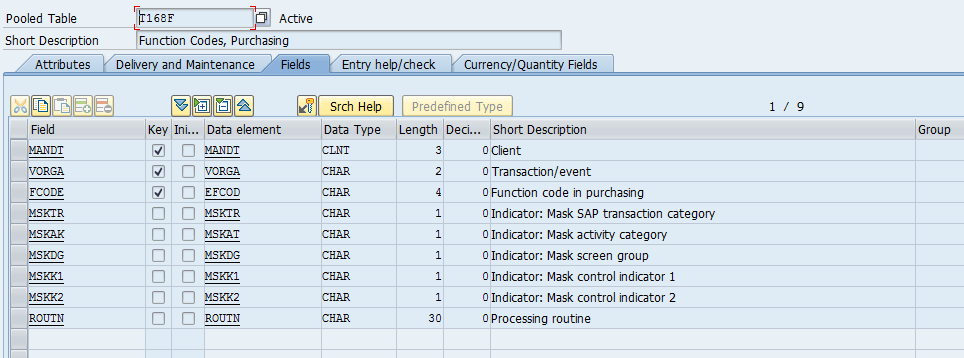 Pooled Table T168F Active
Short Description Function Codes, Purchasing
Attributes Delivery and Maintenance Fields Entry help/check Currency/Quantity Fields
Srch Help Predefined Type 1 / 9
Field Key Ini... Data element Data Type Length Deci... Short Description Group
MANDT MANDT CLNT 3 0 Client
VORGA VORGA CHAR 2 0 Transaction/event
FCODE EFCOD CHAR 4 0 Function code in purchasing
MSKTR MSKTR CHAR 1 0 Indicator: Mask SAP transaction category
MSKAK MSKAT CHAR 1 0 Indicator: Mask activity category
MSKDG MSKDG CHAR 1 0 Indicator: Mask screen group
MSKK1 MSKK1 CHAR 1 0 Indicator: Mask control indicator 1
MSKK2 MSKK2 CHAR 1 0 Indicator: Mask control indicator 2
ROUTN ROUTN CHAR 30 0 Processing routine